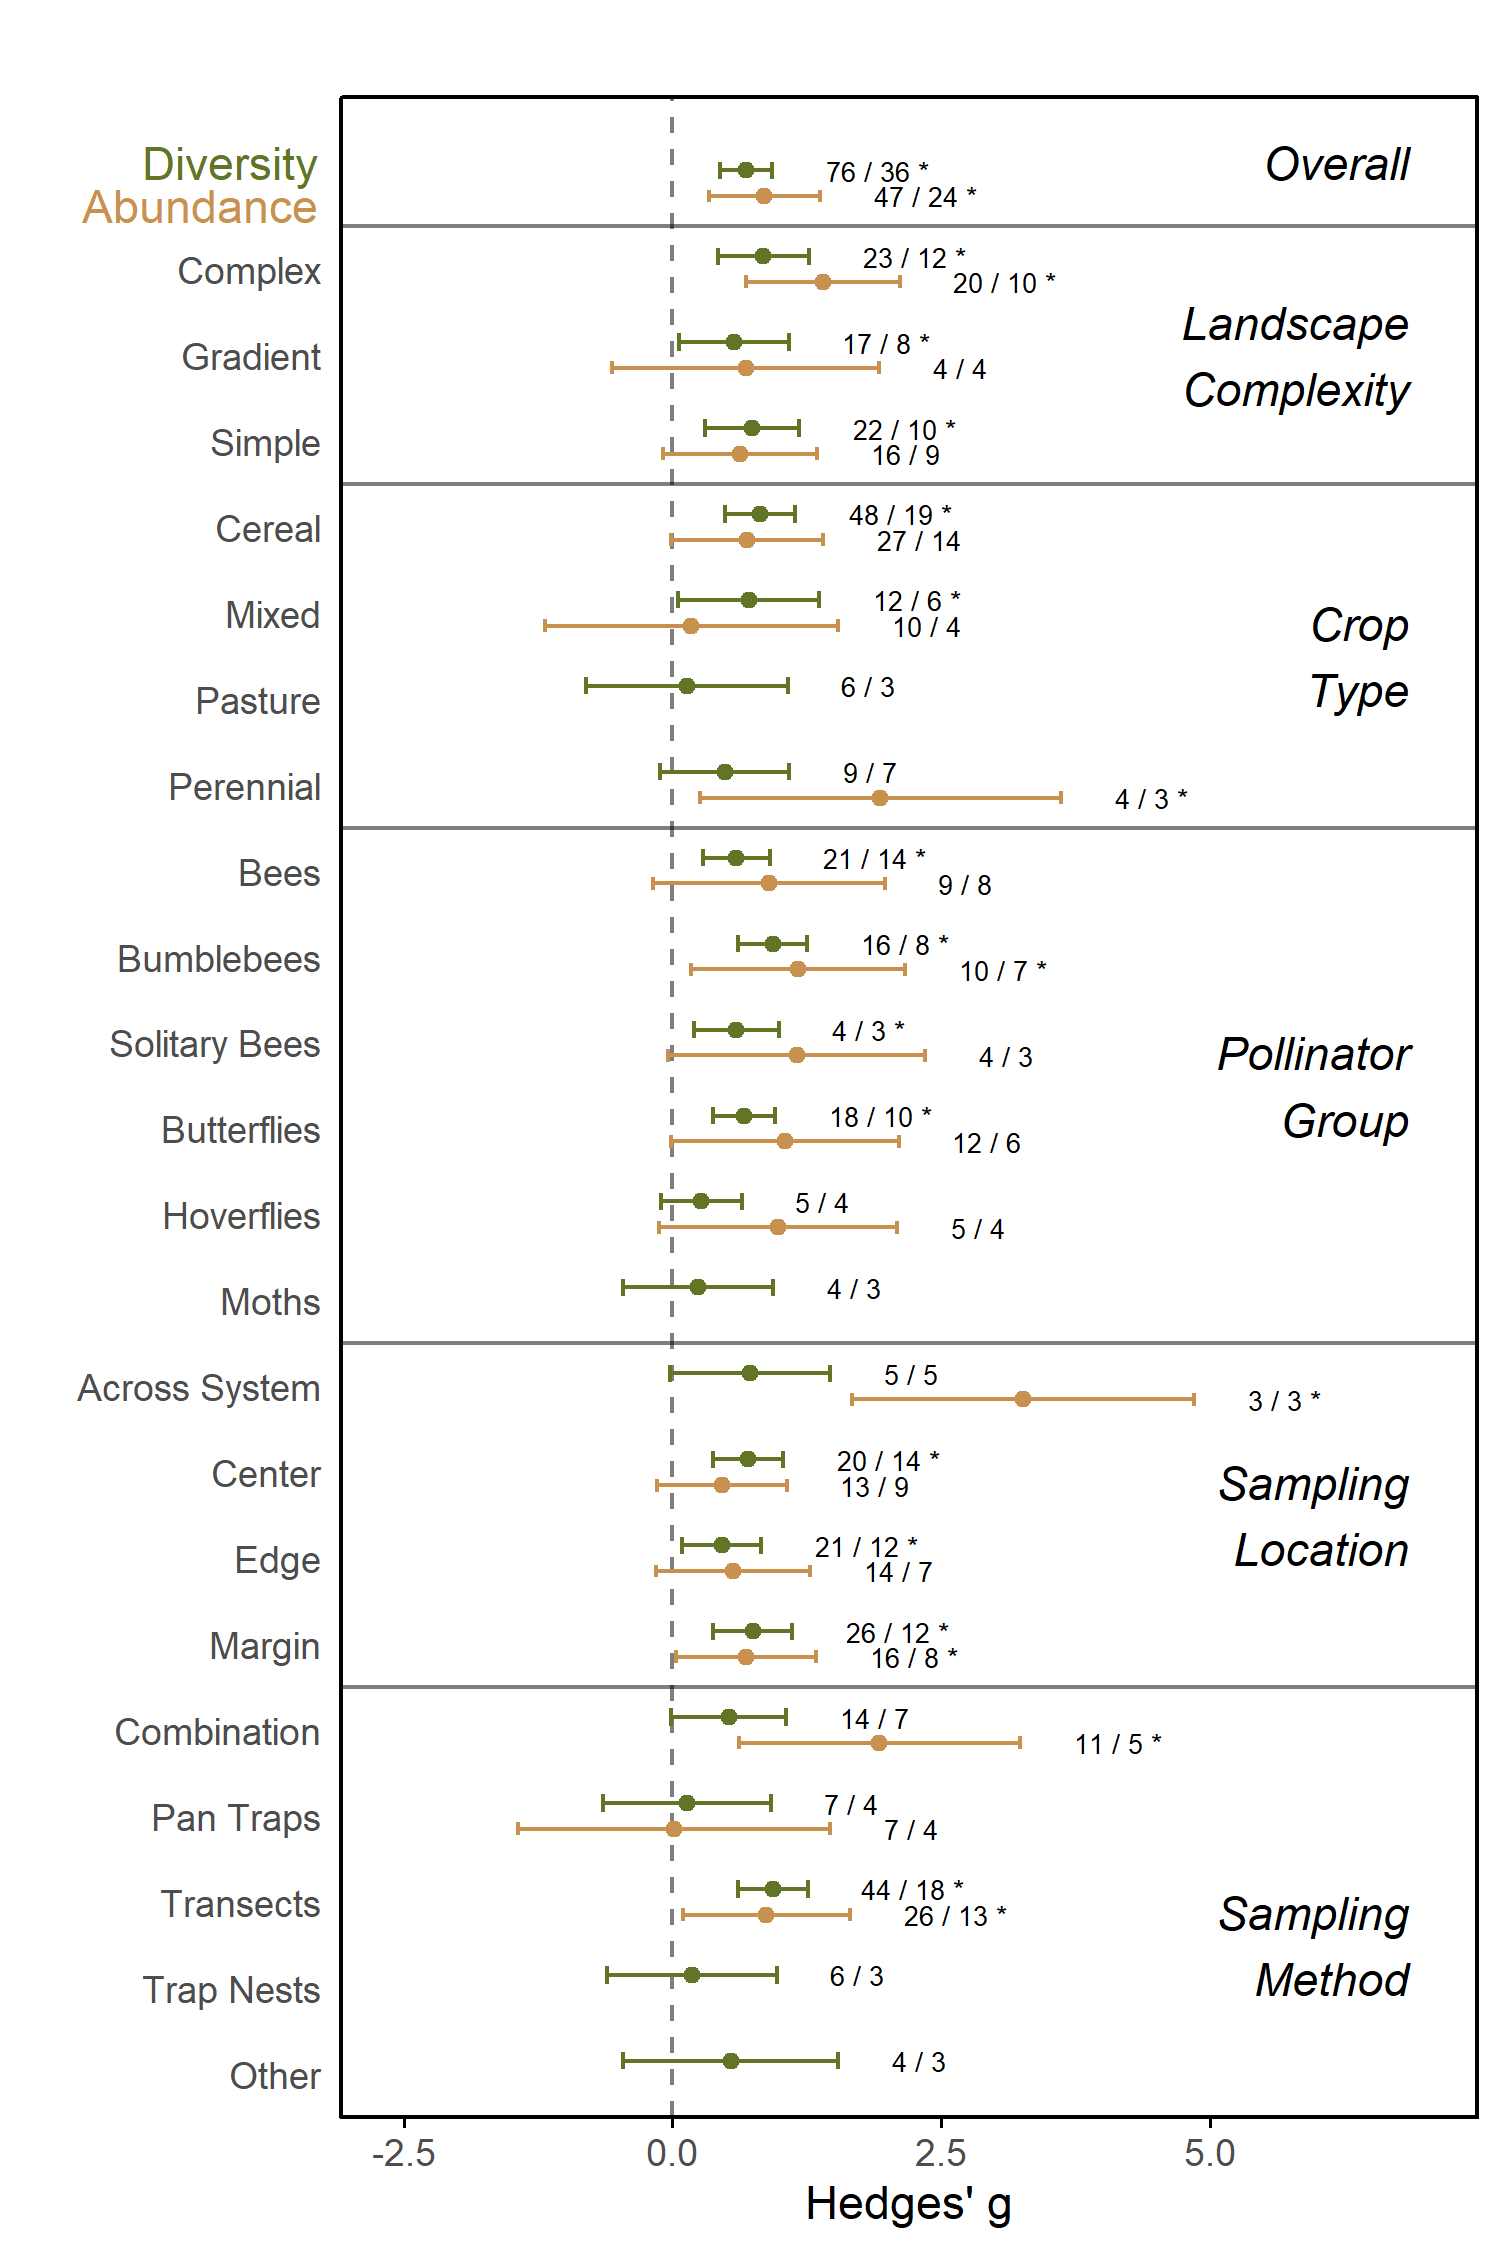 Diversity
Abundance
76 / 36 *
47 / 24 *
Overall
Complex
23 / 12 *
20 / 10 *
Gradient
17 / 8 *
4 / 4
Simple
22 / 10 *
16 / 9
Landscape
Complexity
Cereal
48 / 19 *
27 / 14
Mixed
12 / 6 *
10 / 4
Pasture
6 / 3
Perennial
9 / 7
4 / 3 *
Crop
Type
Bees
21 / 14 *
9 / 8
Bumblebees
16 / 8 *
10 / 7 *
Solitary Bees
4 / 3 *
4 / 3
Butterflies
18 / 10 *
12 / 6
Hoverflies
5 / 4
5 / 4
Moths
4 / 3
Pollinator
Group
Across System
5 / 5
3 / 3 *
Center
20 / 14 *
13 / 9
Edge
21 / 12 *
14 / 7
Margin
26 / 12 *
16 / 8 *
Sampling
Location
Combination
14 / 7
11 / 5 *
Pan Traps
7 / 4
7 / 4
Transects
44 / 18 *
26 / 13 *
Trap Nests
6 / 3
Other
4 / 3
Sampling
Method
-2.5 0.0 2.5 5.0
Hedges' g